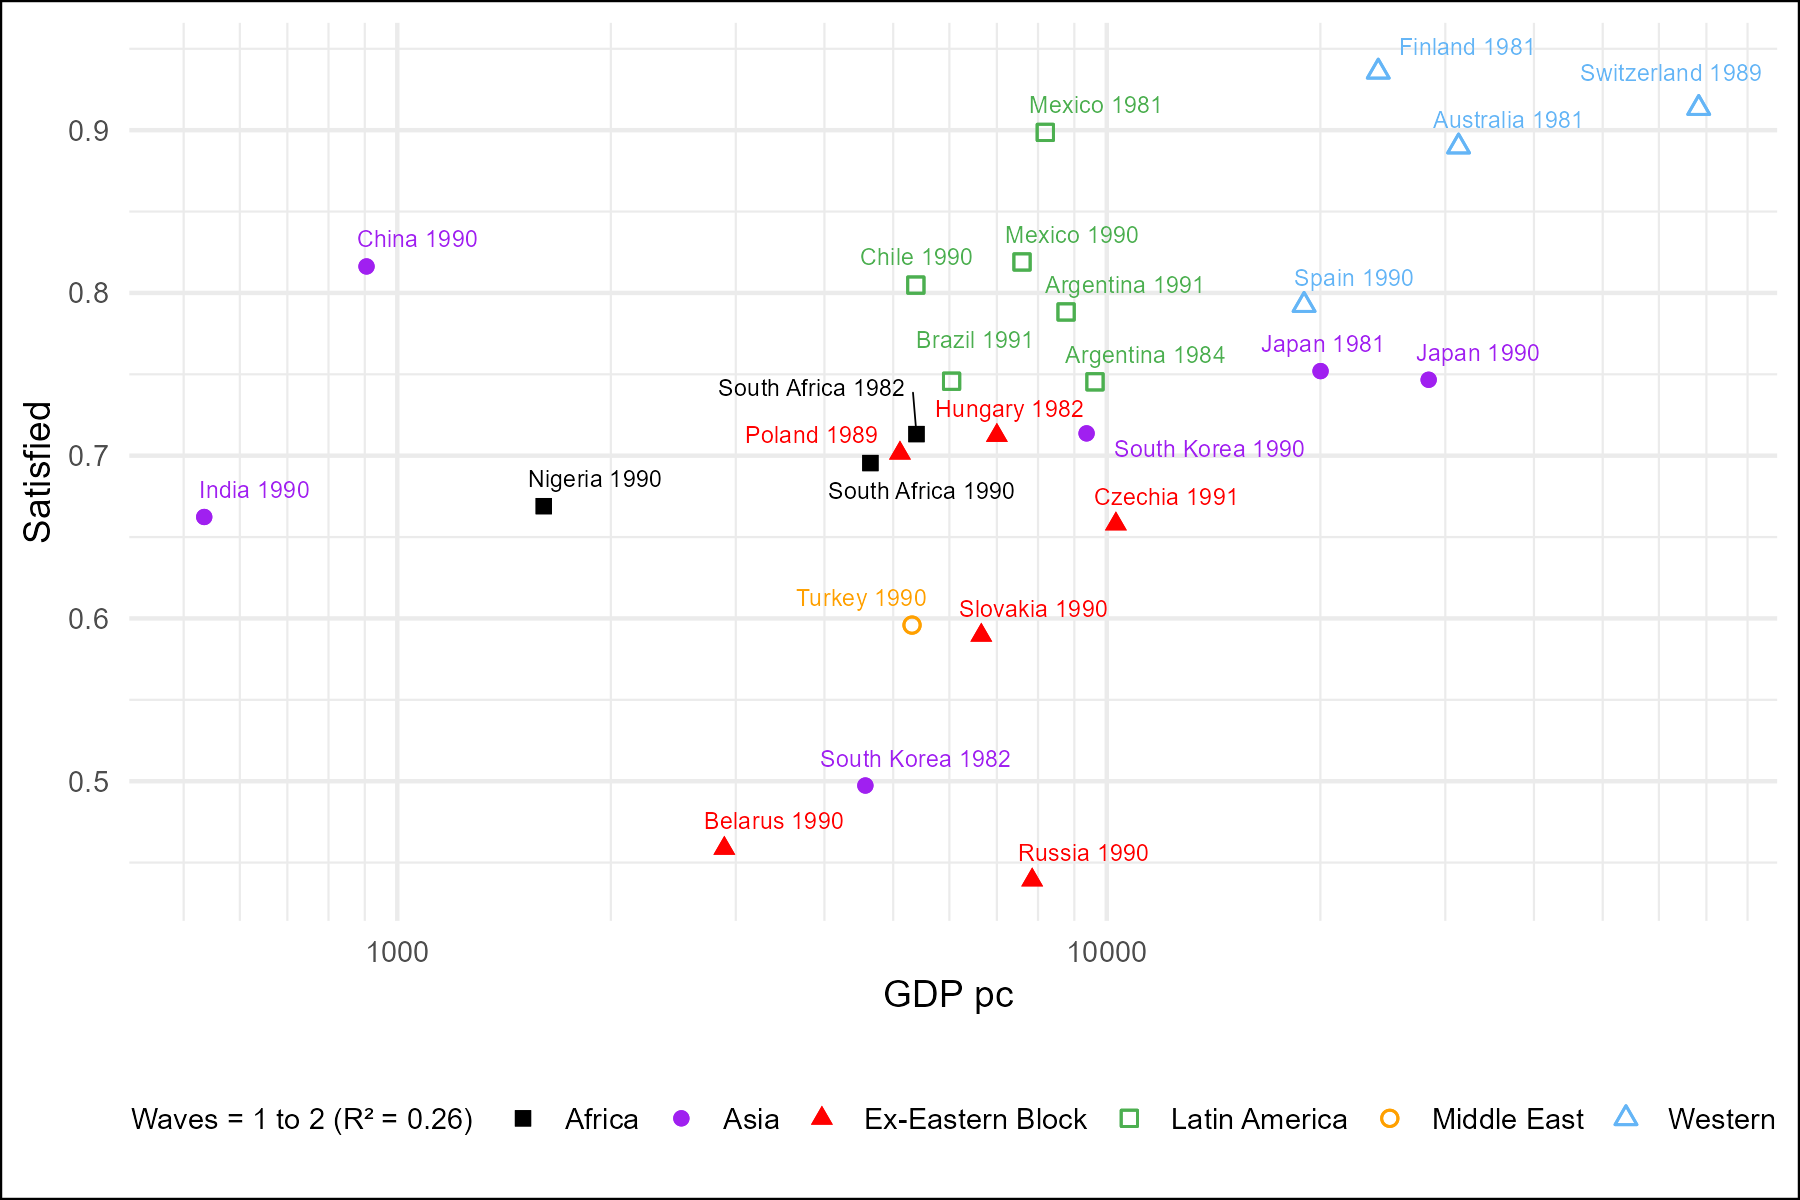 Finland 1981
Switzerland 1989
Mexico 1981
Australia 1981
0.9
China 1990
Mexico 1990
Chile 1990
Spain 1990
Argentina 1991
0.8
Brazil 1991
Japan 1981
Japan 1990
Argentina 1984
South Africa 1982
Hungary 1982
Poland 1989
South Korea 1990
0.7
Nigeria 1990
India 1990
South Africa 1990
Czechia 1991
Satisfied
Turkey 1990
Slovakia 1990
0.6
South Korea 1982
0.5
Belarus 1990
Russia 1990
1000
10000
GDP pc
Waves = 1 to 2 (R² = 0.26) Africa Asia Ex-Eastern Block Latin America Middle East Western